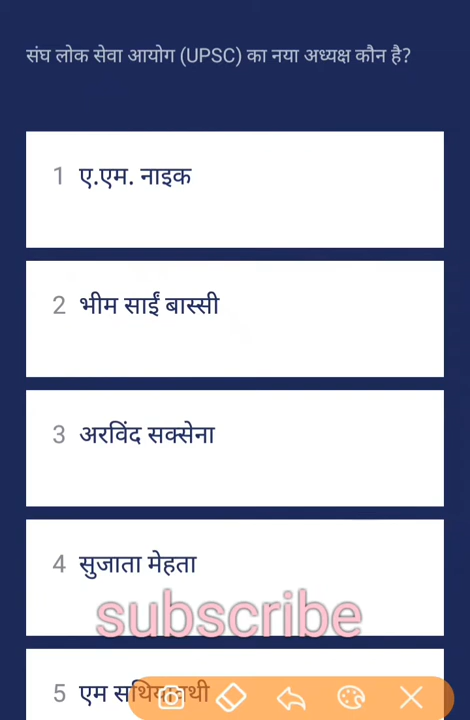 संघ लोक सेवा आयोग (UPSC) का नया अध्यक्ष कौन है?
1 ए.एम. नाइक
2 भीम साईं बास्सी
3 अरविंद सक्सेना
4 सुजाता मेहता
subscribe
5 एम